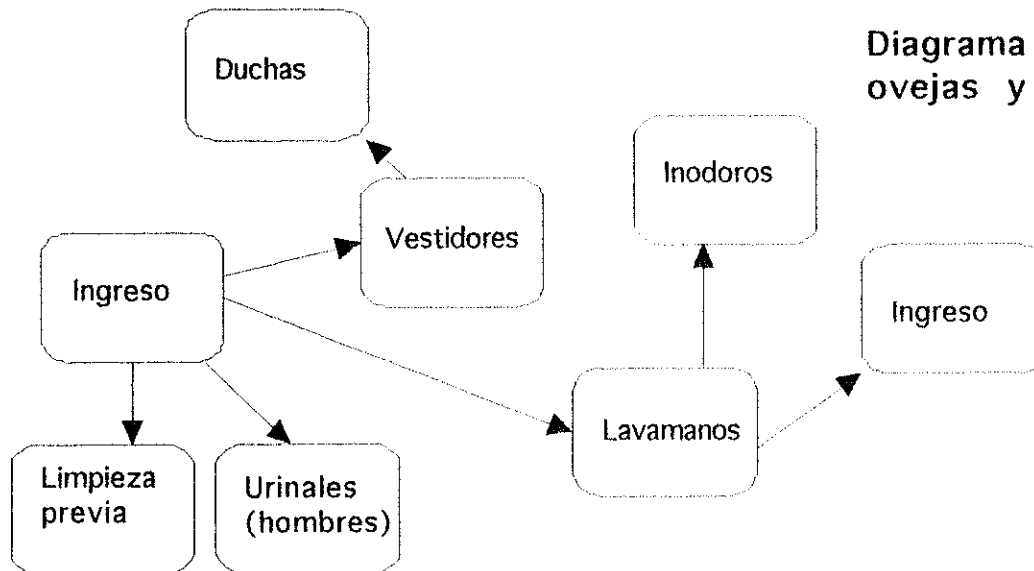 Diagrama
ovejas y
Duchas
Inodoros
Vestidores
Ingreso
Ingreso
Lavamanos
Limpieza
previa
Urinales
(hombres)